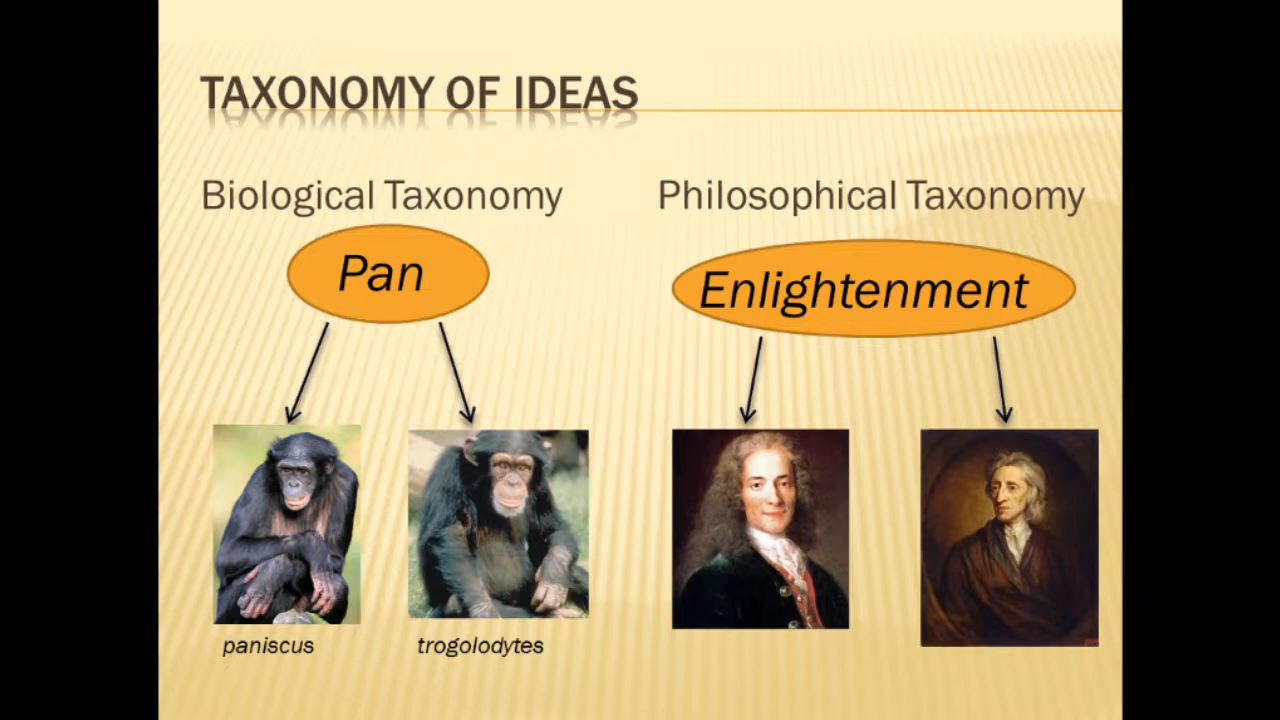 TAXONOMY OF IDEAS
Biological Taxonomy
Philosophical Taxonomy
Pan
Enlightenment
paniscus
trogolodytes